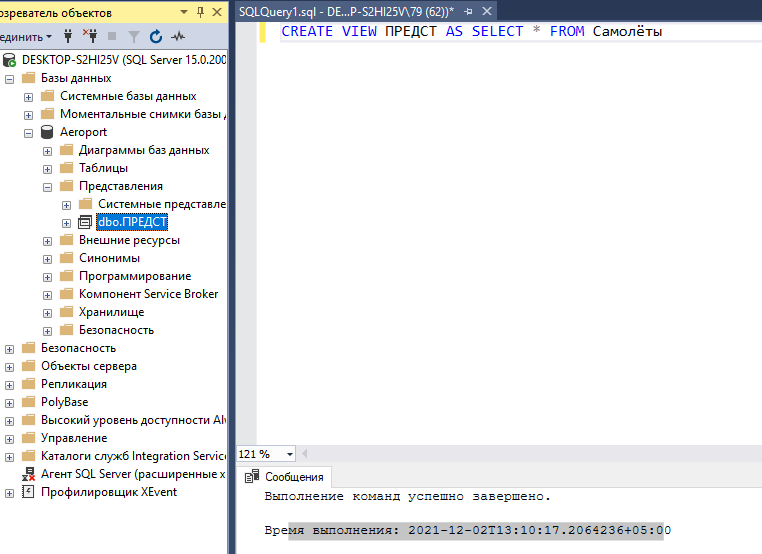 озреватель объектов
единить
DESKTOP-S2HI25V (SQL Server 15.0.200
Базы данных
Системные базы данных
Моментальные снимки базы д
Aeroport
Диаграммы баз данных
Таблицы
Представления
Системные представле
dbo.ПРЕДСТ
Внешние ресурсы
Синонимы
Программирование
Компонент Service Broker
Хранилище
Безопасность
Безопасность
Объекты сервера
Репликация
PolyBase
Высокий уровень доступности Alw
Управление
Каталоги служб Integration Service
Агент SQL Server (расширенные х
Профилировщик XEvent
SQLQuery1.sql - DE...P-S2HI25V\79 (62))*
CREATE VIEW ПРЕДСТ AS SELECT * FROM Самолёты
121 %
Сообщения
Выполнение команд успешно завершено.
Время выполнения: 2021-12-02T13:10:17.2064236+05:00